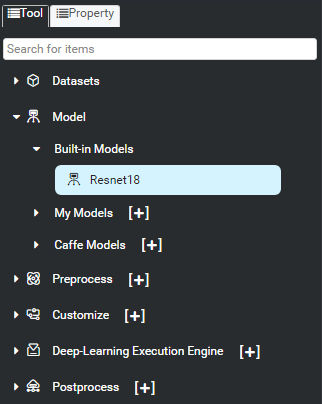 Tool Property
Search for items
Datasets
Model
Built-in Models
Resnet18
My Models [+]
Caffe Models [+]
Preprocess [+]
Customize [+]
Deep-Learning Execution Engine [+]
Postprocess [+]